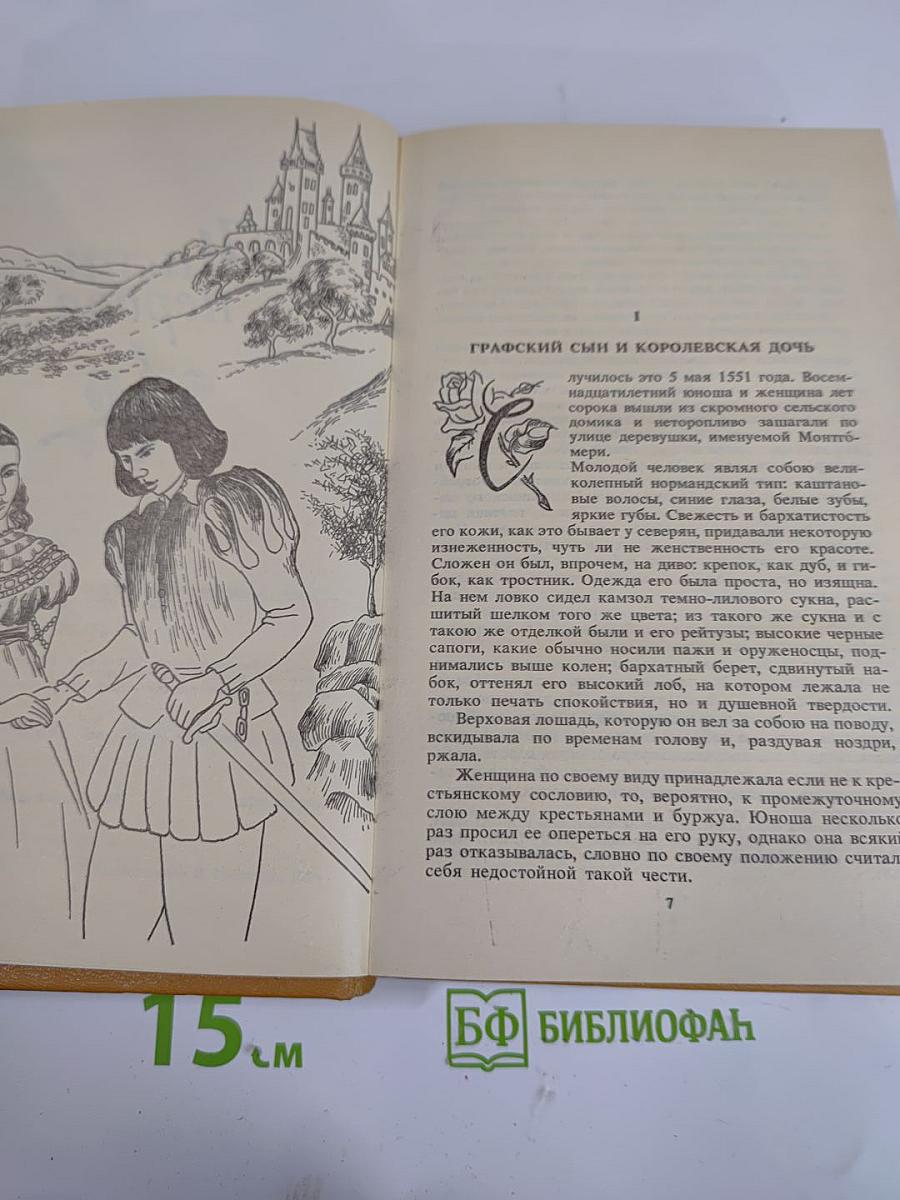 I
ГРАФСКИЙ СЫН И КОРОЛЕВСКАЯ ДОЧЬ
Случилось это 5 мая 1551 года. Восем-
надцатилетний юноша и женщина лет
сорока вышли из скромного сельского
домика и неторопливо зашагали по
улице деревушки, именуемой Монтго́-
мери.
Молодой человек являл собою вели-
колепный нормандский тип: каштано-
вые волосы, синие глаза, белые зубы,
яркие губы. Свежесть и бархатистость
его кожи, как это бывает у северян, придавали некоторую
изнеженность, чуть ли не женственность его красоте.
Сложен он был, впрочем, на диво: крепок, как дуб, и ги-
бок, как тростник. Одежда его была проста, но изящна.
На нем ловко сидел камзол темно-лилового сукна, рас-
шитый шелком того же цвета; из такого же сукна и с
такою же отделкой были и его рейтузы; высокие черные
сапоги, какие обычно носили пажи и оруженосцы, под-
нимались выше колен; бархатный берет, сдвинутый на-
бок, оттенял его высокий лоб, на котором лежала не
только печать спокойствия, но и душевной твердости.
Верховая лошадь, которую он вел за собою на поводу,
вскидывала по временам голову и, раздувая ноздри,
ржала.
Женщина по своему виду принадлежала если не к кре-
стьянскому сословию, то, вероятно, к промежуточному
слою между крестьянами и буржуа. Юноша несколько
раз просил ее опереться на его руку, однако она всякий
раз отказывалась, словно по своему положению считал
себя недостойной такой чести.
7
15 см
БФ БИБЛИОФАН